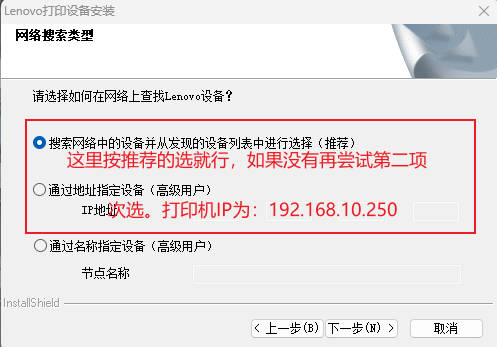 Lenovo打印设备安装
网络搜索类型
请选择如何在网络上查找Lenovo设备？
搜索网络中的设备并从发现的设备列表中进行选择（推荐）
这里按推荐的选就行，如果没有再尝试第二项
通过地址指定设备（高级用户）
IP地址
次选。打印机IP为：192.168.10.250
通过名称指定设备（高级用户）
节点名称
InstallShield
< 上一步(B) 下一步(N) > 取消